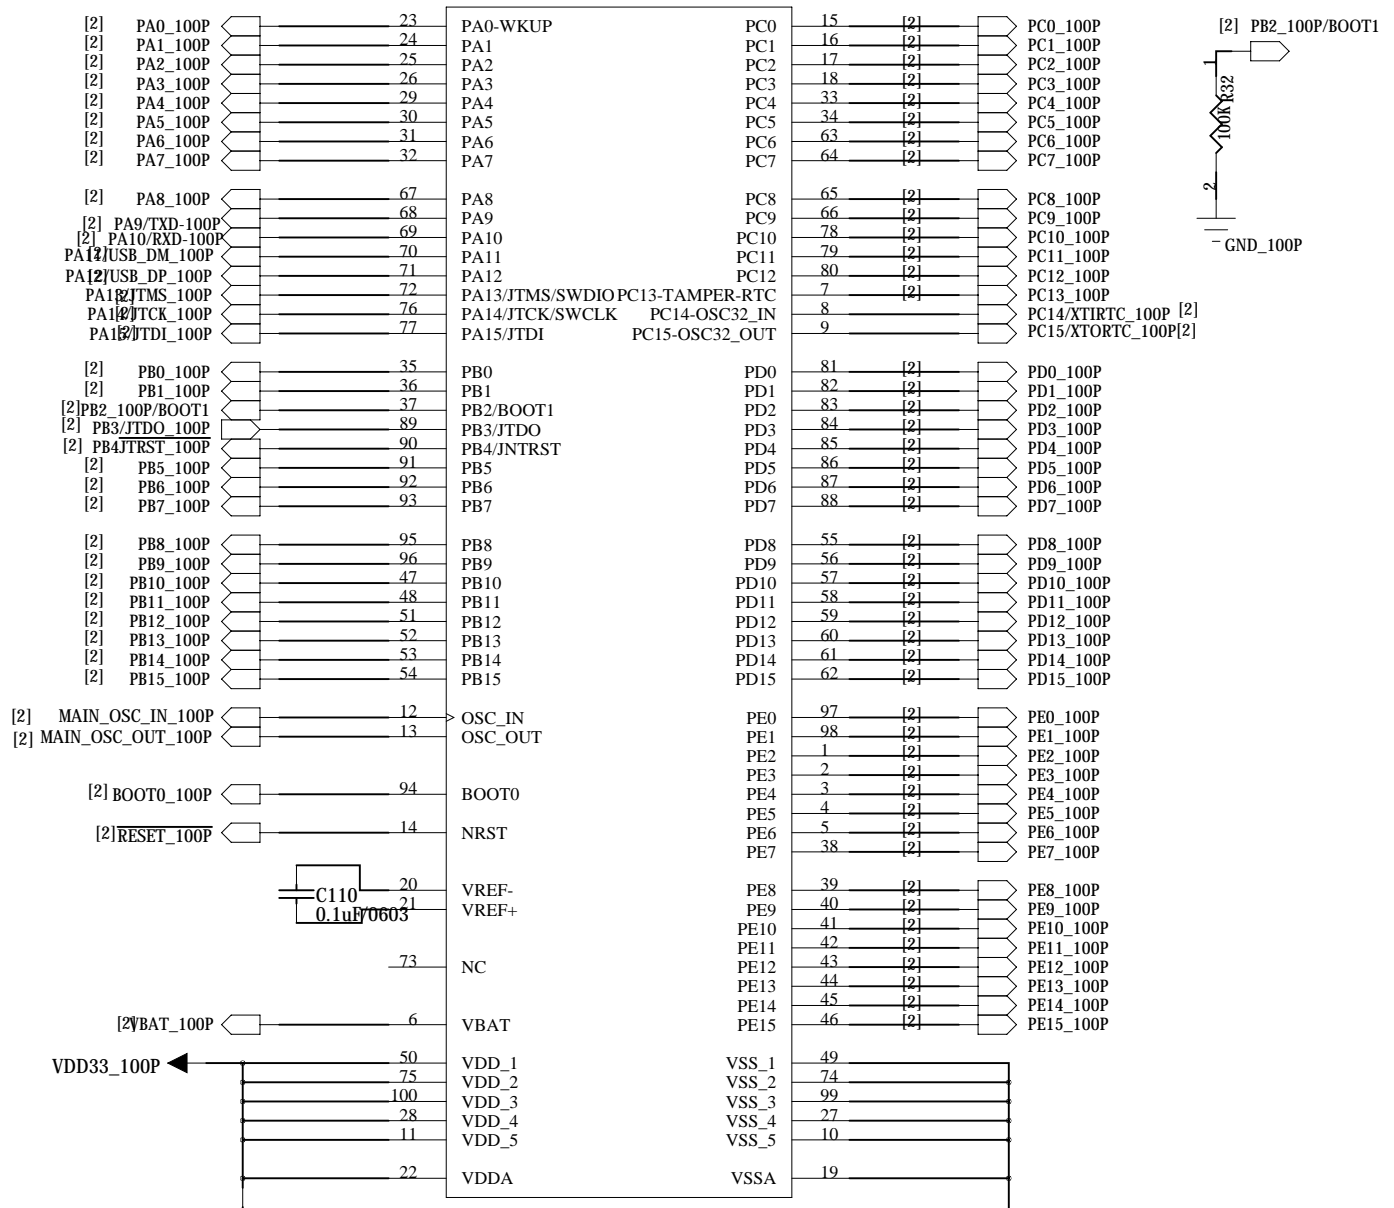 [2] PA0_100P 23 PA0-WKUP PC0 15 [2] PC0_100P [2] PB2_100P/BOOT1
[2] PA1_100P 24 PA1 PC1 16 [2] PC1_100P
[2] PA2_100P 25 PA2 PC2 17 [2] PC2_100P 1
[2] PA3_100P 26 PA3 PC3 18 [2] PC3_100P
[2] PA4_100P 29 PA4 PC4 33 [2] PC4_100P 100K R32
[2] PA5_100P 30 PA5 PC5 34 [2] PC5_100P
[2] PA6_100P 31 PA6 PC6 63 [2] PC6_100P
[2] PA7_100P 32 PA7 PC7 64 [2] PC7_100P
2
[2] PA8_100P 67 PA8 PC8 65 [2] PC8_100P
[2] PA9/TXD-100P 68 PA9 PC9 66 [2] PC9_100P
[2] PA10/RXD-100P 69 PA10 PC10 78 [2] PC10_100P GND_100P
[2] PA11/USB_DM_100P 70 PA11 PC11 79 [2] PC11_100P
[2] PA12/USB_DP_100P 71 PA12 PC12 80 [2] PC12_100P
[2] PA13/JTMS_100P 72 PA13/JTMS/SWDIO PC13-TAMPER-RTC 7 [2] PC13_100P
[2] PA14/JTCK_100P 76 PA14/JTCK/SWCLK PC14-OSC32_IN 8 PC14/XTIRTC_100P [2]
[2] PA15/JTDI_100P 77 PA15/JTDI PC15-OSC32_OUT 9 PC15/XTORTC_100P[2]
[2] PB0_100P 35 PB0 PD0 81 [2] PD0_100P
[2] PB1_100P 36 PB1 PD1 82 [2] PD1_100P
[2]PB2_100P/BOOT1 37 PB2/BOOT1 PD2 83 [2] PD2_100P
[2] PB3/JTDO_100P 89 PB3/JTDO PD3 84 [2] PD3_100P
[2] PB4JTRST_100P 90 PB4/JNTRST PD4 85 [2] PD4_100P
[2] PB5_100P 91 PB5 PD5 86 [2] PD5_100P
[2] PB6_100P 92 PB6 PD6 87 [2] PD6_100P
[2] PB7_100P 93 PB7 PD7 88 [2] PD7_100P
[2] PB8_100P 95 PB8 PD8 55 [2] PD8_100P
[2] PB9_100P 96 PB9 PD9 56 [2] PD9_100P
[2] PB10_100P 47 PB10 PD10 57 [2] PD10_100P
[2] PB11_100P 48 PB11 PD11 58 [2] PD11_100P
[2] PB12_100P 51 PB12 PD12 59 [2] PD12_100P
[2] PB13_100P 52 PB13 PD13 60 [2] PD13_100P
[2] PB14_100P 53 PB14 PD14 61 [2] PD14_100P
[2] PB15_100P 54 PB15 PD15 62 [2] PD15_100P
[2] MAIN_OSC_IN_100P 12 OSC_IN PE0 97 [2] PE0_100P
[2] MAIN_OSC_OUT_100P 13 OSC_OUT PE1 98 [2] PE1_100P
PE2 1 [2] PE2_100P
PE3 2 [2] PE3_100P
[2] BOOT0_100P 94 BOOT0 PE4 3 [2] PE4_100P
PE5 4 [2] PE5_100P
[2]RESET_100P 14 NRST PE6 5 [2] PE6_100P
PE7 38 [2] PE7_100P
C110 20 VREF- PE8 39 [2] PE8_100P
0.1uF/0603 21 VREF+ PE9 40 [2] PE9_100P
PE10 41 [2] PE10_100P
PE11 42 [2] PE11_100P
73 NC PE12 43 [2] PE12_100P
PE13 44 [2] PE13_100P
PE14 45 [2] PE14_100P
[2]VBAT_100P 6 VBAT PE15 46 [2] PE15_100P
VDD33_100P 50 VDD_1 VSS_1 49
75 VDD_2 VSS_2 74
100 VDD_3 VSS_3 99
28 VDD_4 VSS_4 27
11 VDD_5 VSS_5 10
22 VDDA VSSA 19